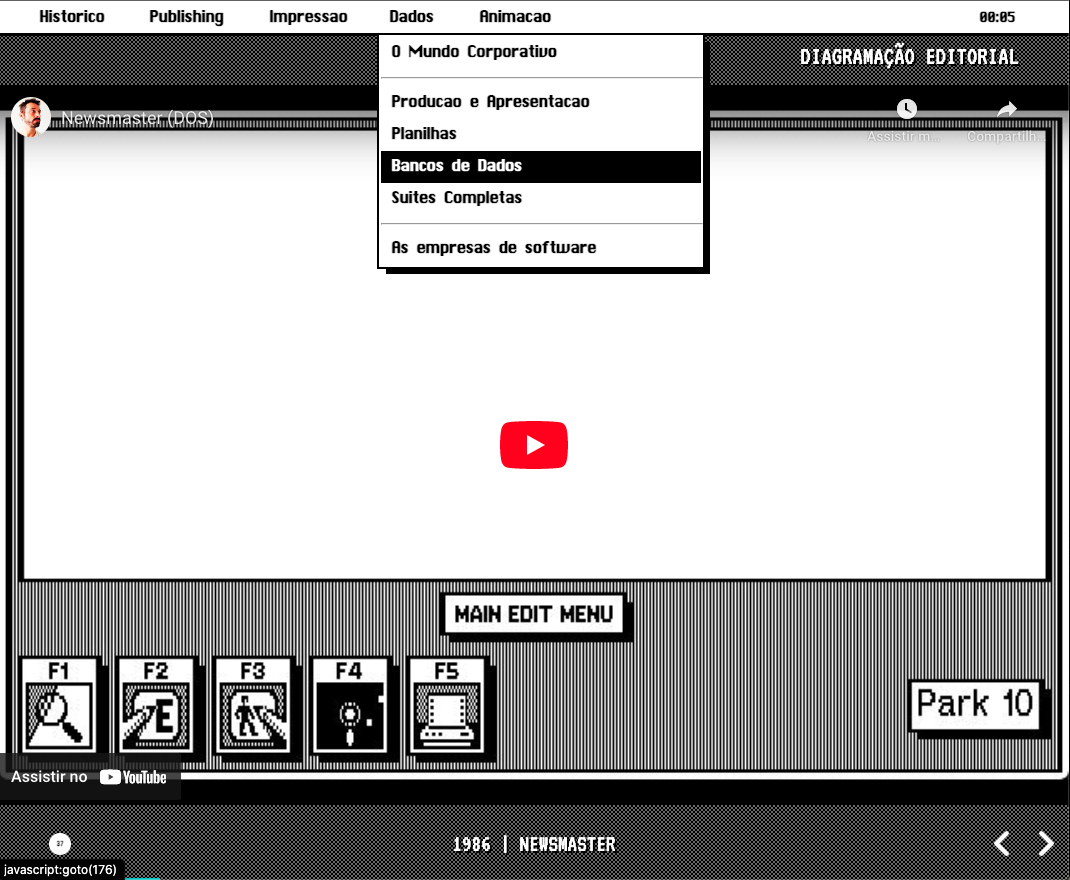 Historico Publishing Impressao Dados Animacao 00:05
O Mundo Corporativo
DIAGRAMAÇÃO EDITORIAL
Producao e Apresentacao
Newsmaster (DOS)
Assistir m...
Compartilh...
Planilhas
Bancos de Dados
Suites Completas
As empresas de software
MAIN EDIT MENU
F1 F2 F3 F4 F5
E
Park 10
Assistir no YouTube
37
1986 | NEWSMASTER
javascript:goto(176)